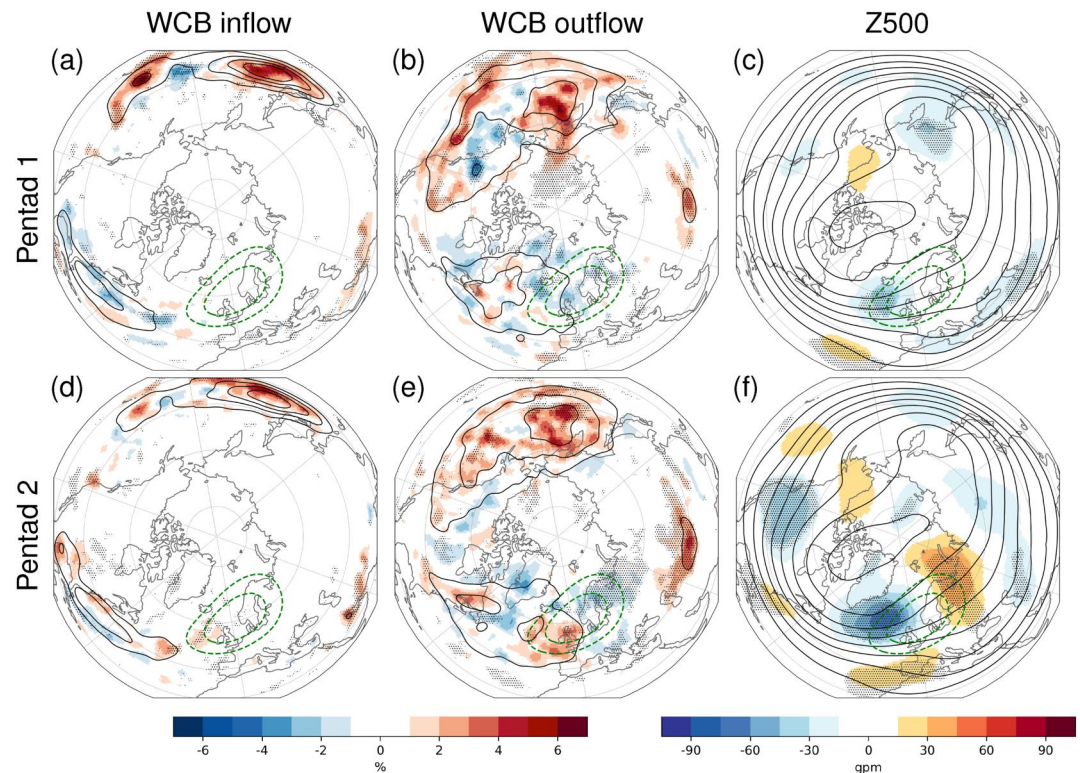 WCB inflow WCB outflow Z500
(a) (b) (c)
Pentad 1
(d) (e) (f)
Pentad 2
-6 -4 -2 0 2 4 6
%
-90 -60 -30 0 30 60 90
gpm